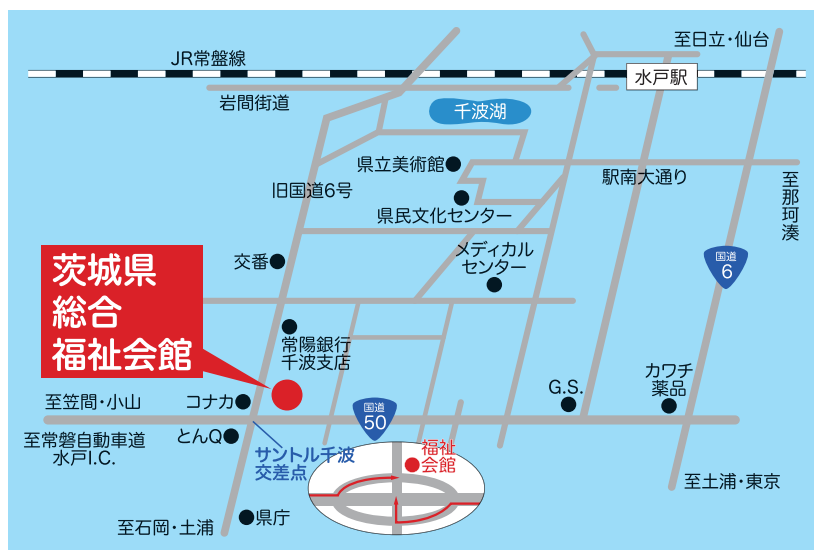 至日立・仙台
JR常盤線
水戸駅
岩間街道
千波湖
県立美術館
駅南大通り
至那珂湊
旧国道6号
県民文化センター
交番
メディカル
センター
国道
6
茨城県
総合
福祉会館
常陽銀行
千波支店
カワチ
薬品
G.S.
至笠間・小山
コナカ
国道
50
至常磐自動車道
水戸I.C.
とんQ
サントル千波
交差点
福祉
会館
至土浦・東京
県庁
至石岡・土浦